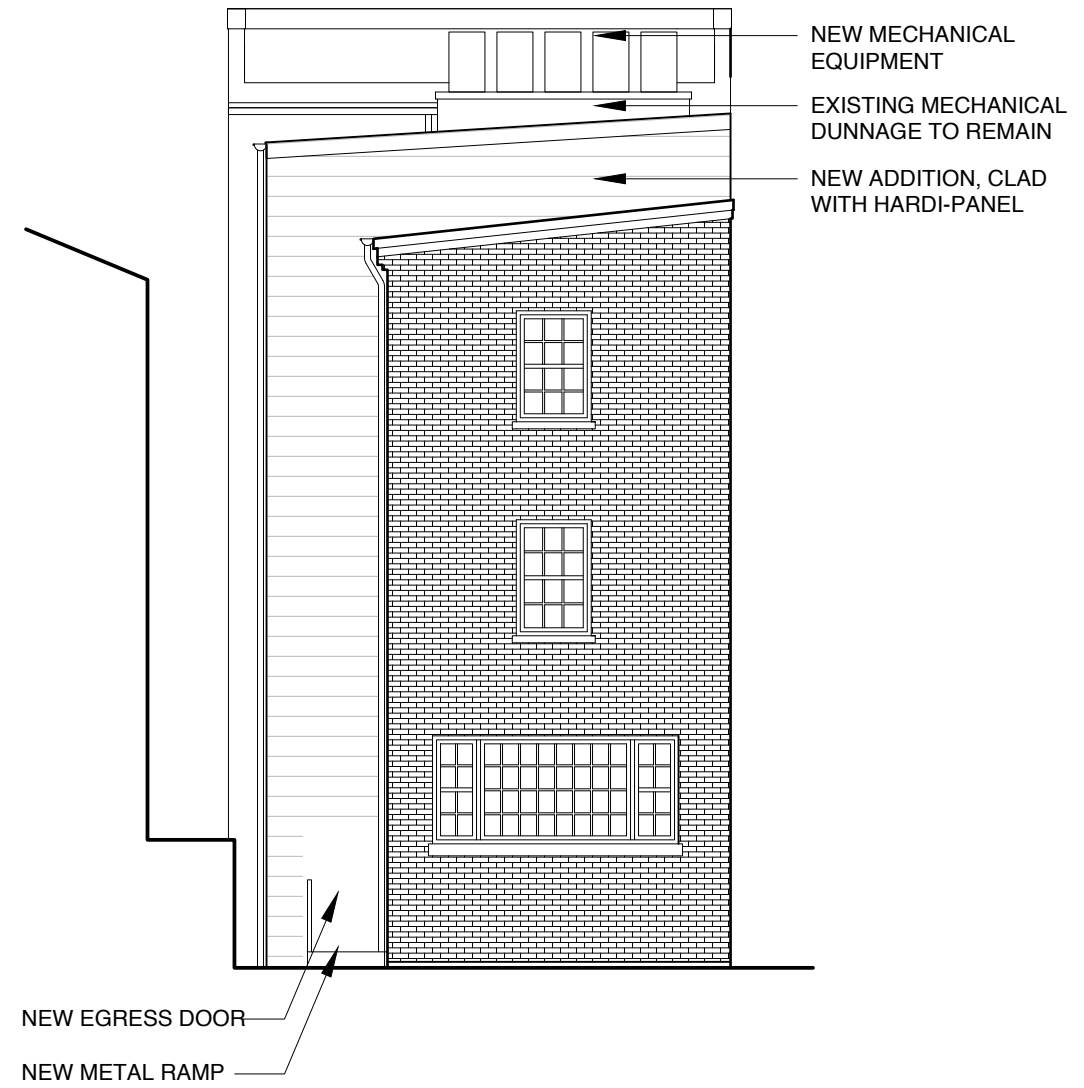 NEW MECHANICAL
EQUIPMENT
EXISTING MECHANICAL
DUNNAGE TO REMAIN
NEW ADDITION, CLAD
WITH HARDI-PANEL
NEW EGRESS DOOR
NEW METAL RAMP